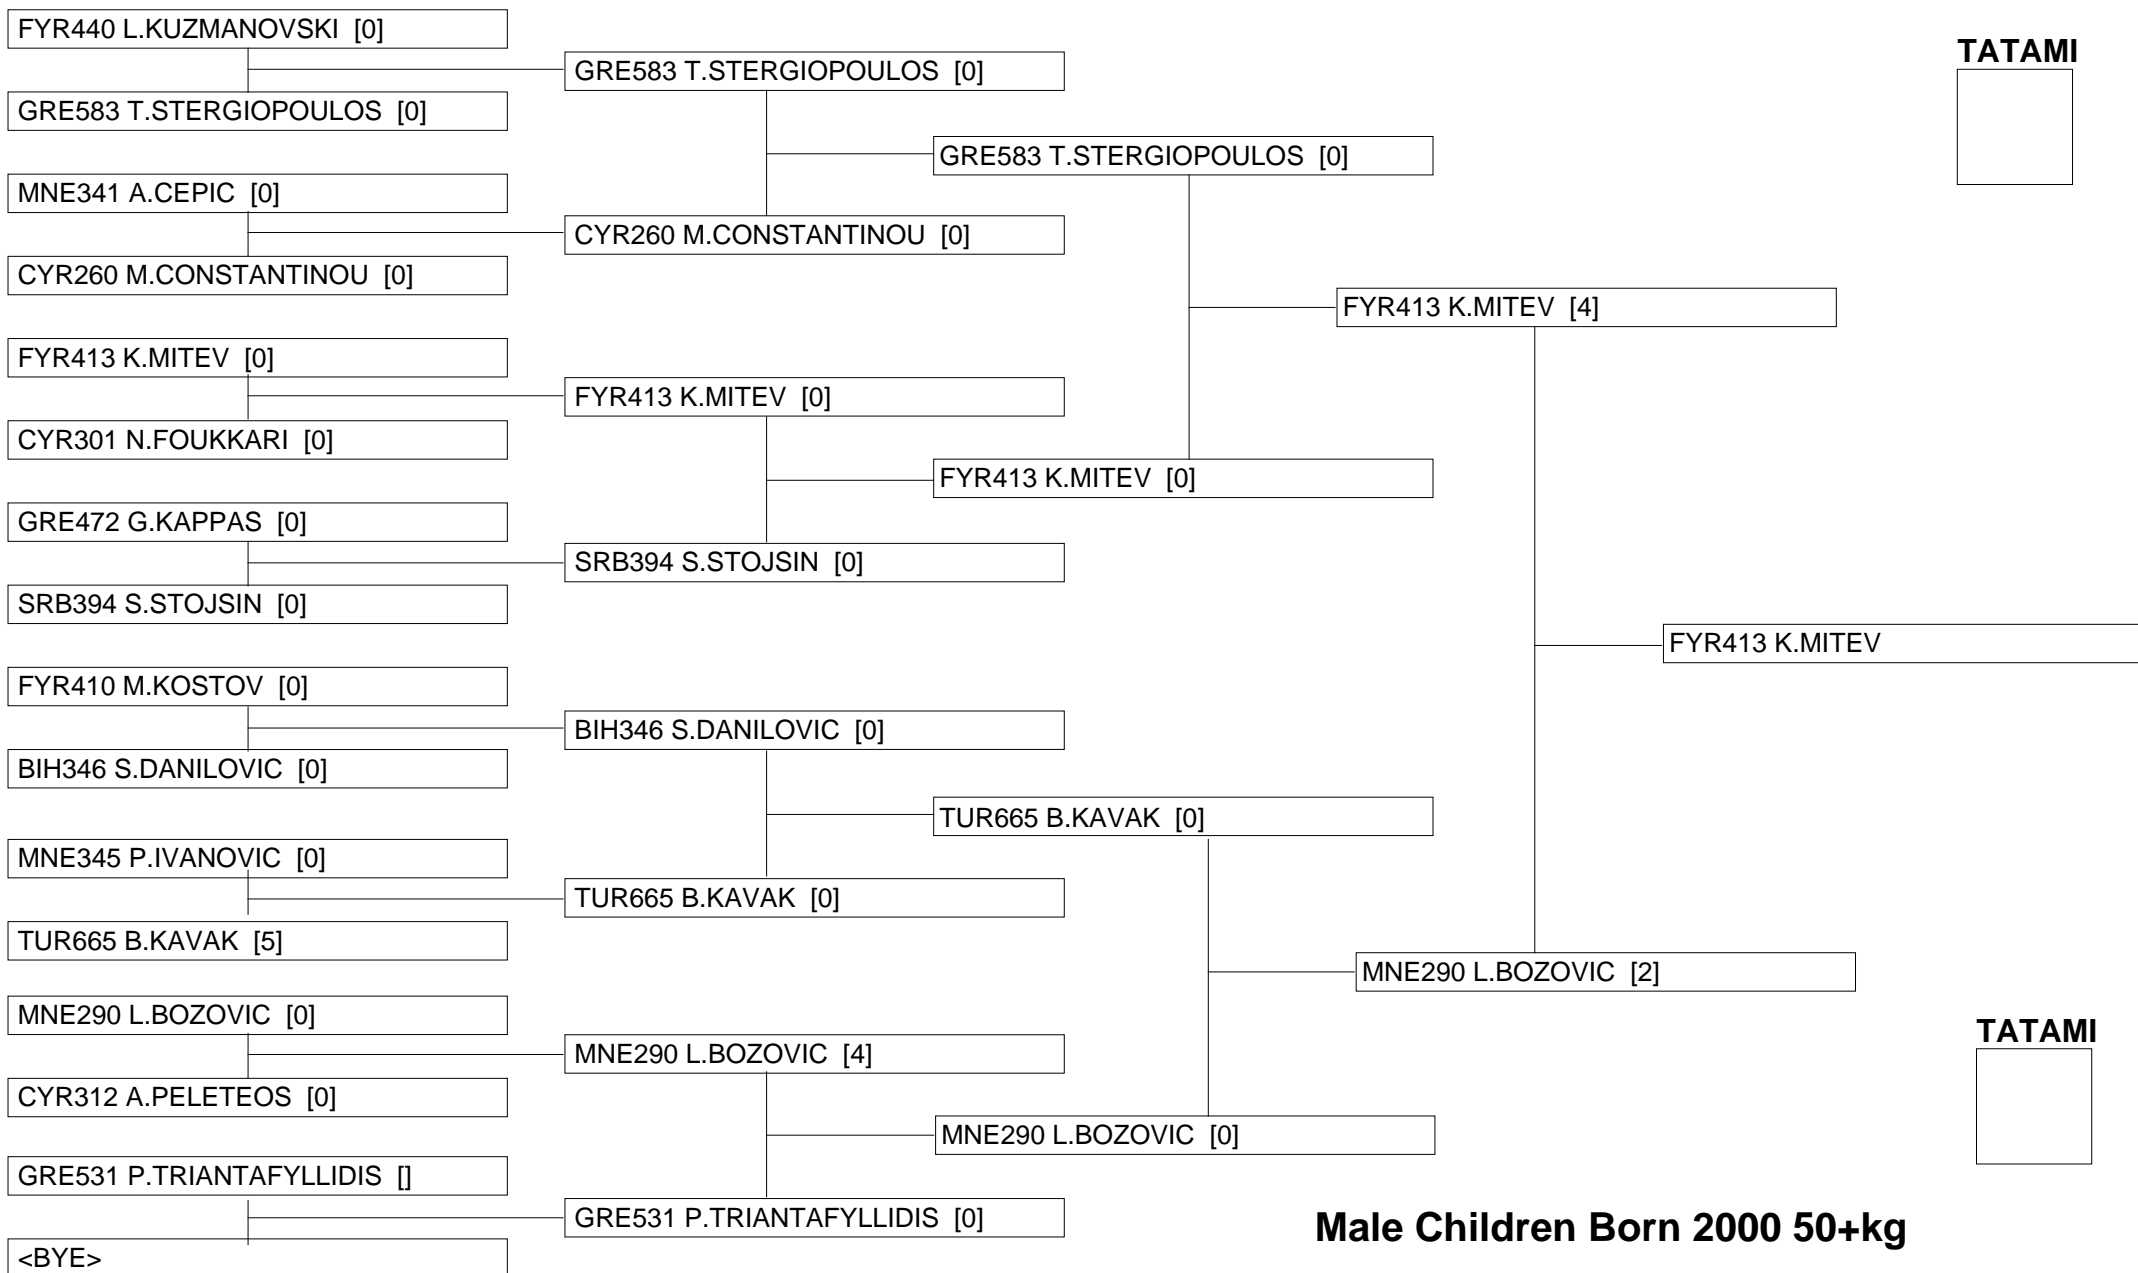 FYR440 L.KUZMANOVSKI [0]
GRE583 T.STERGIOPOULOS [0]
MNE341 A.CEPIC [0]
CYR260 M.CONSTANTINOU [0]
FYR413 K.MITEV [0]
CYR301 N.FOUKKARI [0]
GRE472 G.KAPPAS [0]
SRB394 S.STOJSIN [0]
FYR410 M.KOSTOV [0]
BIH346 S.DANILOVIC [0]
MNE345 P.IVANOVIC [0]
TUR665 B.KAVAK [5]
MNE290 L.BOZOVIC [0]
CYR312 A.PELETEOS [0]
GRE531 P.TRIANTAFYLLIDIS []
<BYE>
GRE583 T.STERGIOPOULOS [0]
CYR260 M.CONSTANTINOU [0]
FYR413 K.MITEV [0]
SRB394 S.STOJSIN [0]
BIH346 S.DANILOVIC [0]
TUR665 B.KAVAK [0]
MNE290 L.BOZOVIC [4]
GRE531 P.TRIANTAFYLLIDIS [0]
GRE583 T.STERGIOPOULOS [0]
FYR413 K.MITEV [0]
TUR665 B.KAVAK [0]
MNE290 L.BOZOVIC [0]
FYR413 K.MITEV [4]
MNE290 L.BOZOVIC [2]
FYR413 K.MITEV
TATAMI
TATAMI
Male Children Born 2000 50+kg